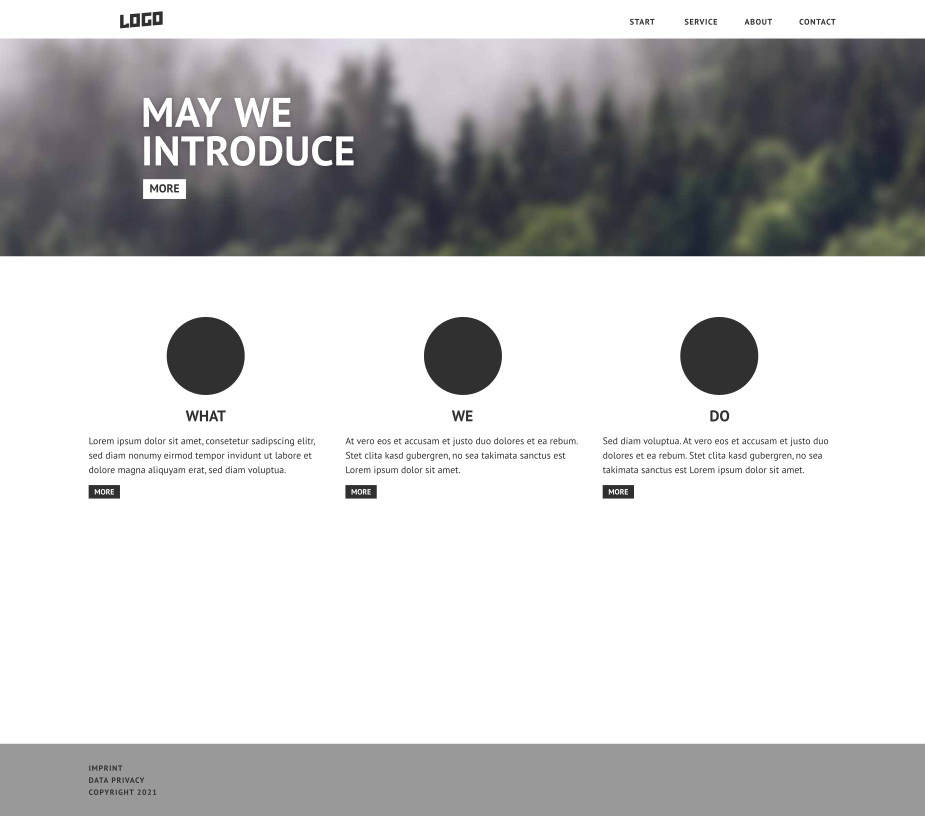 LOGO
START SERVICE ABOUT CONTACT
MAY WE
INTRODUCE
MORE
WHAT
Lorem ipsum dolor sit amet, consetetur sadipscing elitr,
sed diam nonumy eirmod tempor invidunt ut labore et
dolore magna aliquyam erat, sed diam voluptua.
MORE
WE
At vero eos et accusam et justo duo dolores et ea rebum.
Stet clita kasd gubergren, no sea takimata sanctus est
Lorem ipsum dolor sit amet.
MORE
DO
Sed diam voluptua. At vero eos et accusam et justo duo
dolores et ea rebum. Stet clita kasd gubergren, no sea
takimata sanctus est Lorem ipsum dolor sit amet.
MORE
IMPRINT
DATA PRIVACY
COPYRIGHT 2021